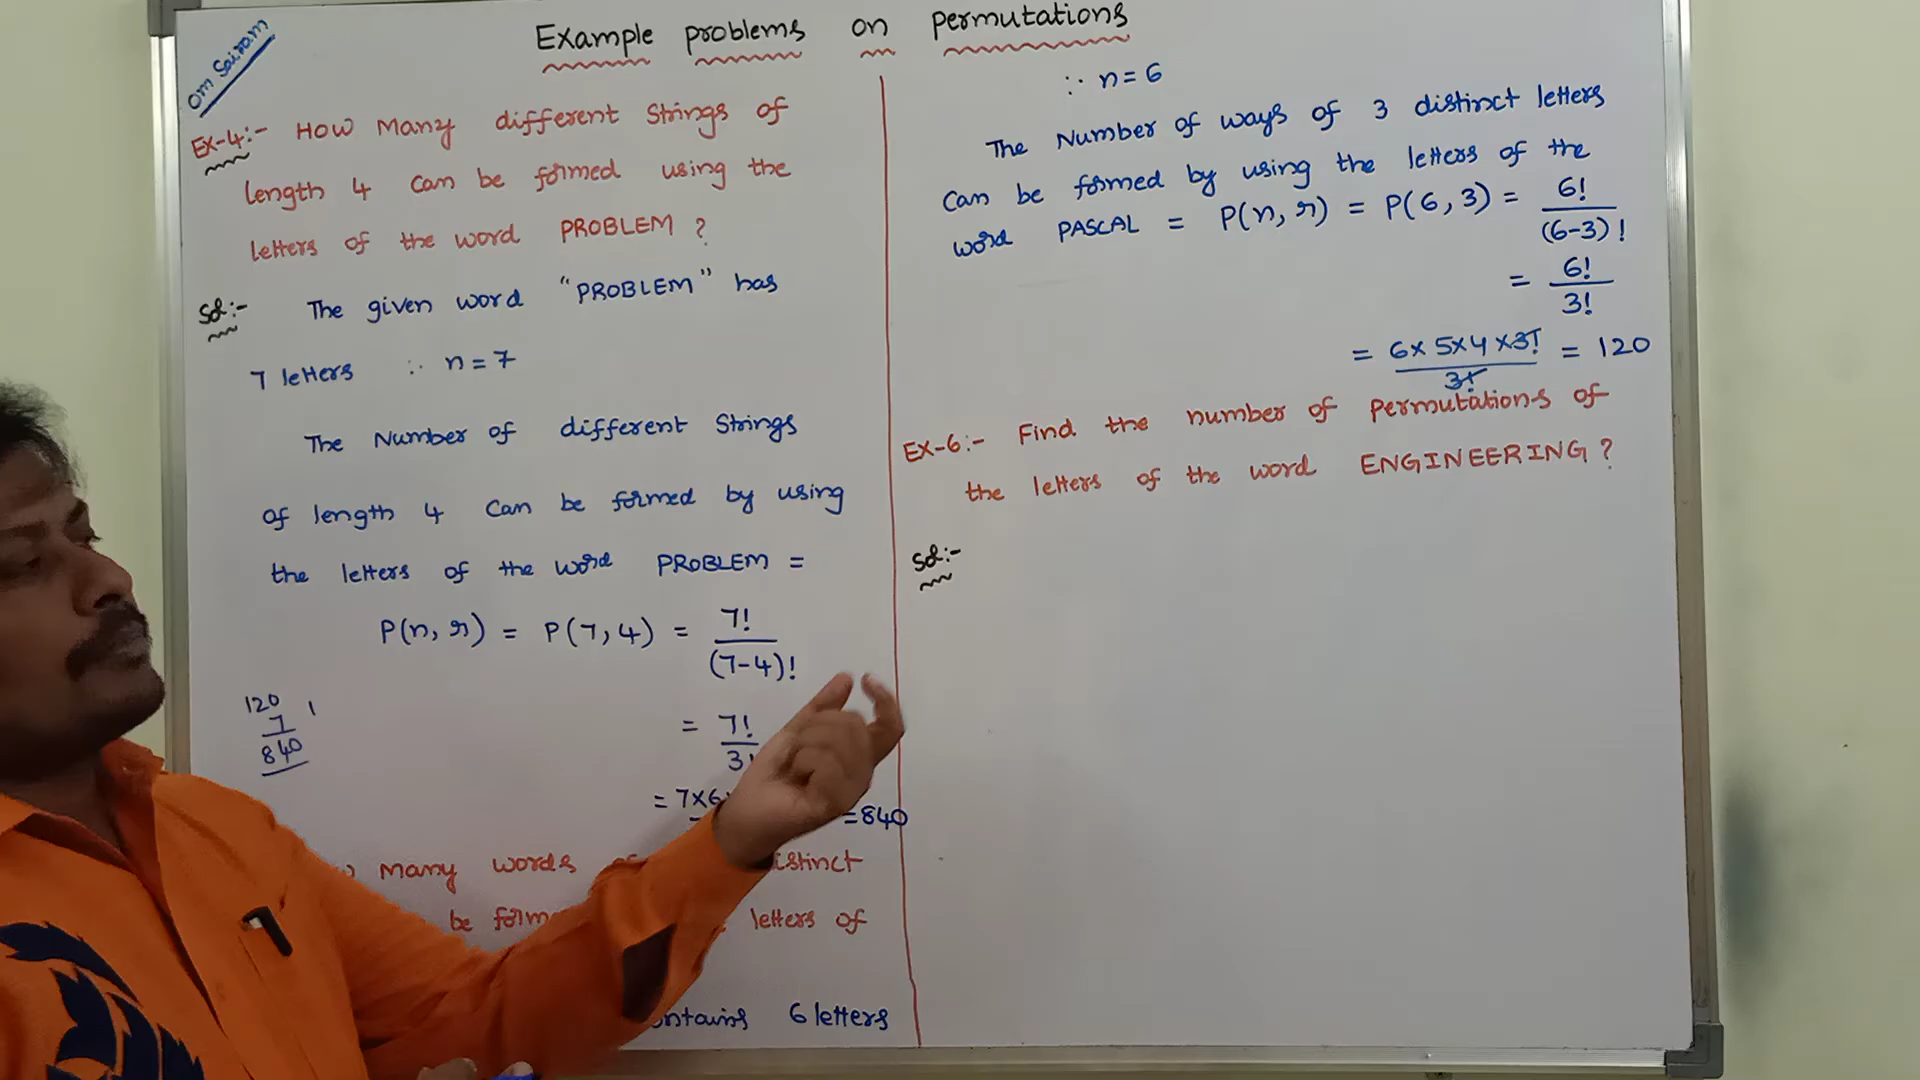 Om Sairam
Example problems on permutations
Ex-4:- How Many different Strings of
length 4 can be formed using the
letters of the word PROBLEM ?
Sol:- The given word "PROBLEM" has
7 letters ∴ n = 7
The Number of different Strings
of length 4 Can be formed by using
the letters of the word PROBLEM =
P(n, r) = P(7, 4) = 7! / (7-4)!
120
7
840
= 7! / 3!
= 7×6
= 840
Many words istinct
be form letters of
ontains 6 letters
∴ n = 6
The Number of ways of 3 distinct letters
Can be formed by using the letters of the
word PASCAL = P(n, r) = P(6, 3) = 6! / (6-3)!
= 6! / 3!
= 6×5×4×3! / 3! = 120
Ex-6:- Find the number of permutations of
the letters of the word ENGINEERING ?
Sol:-